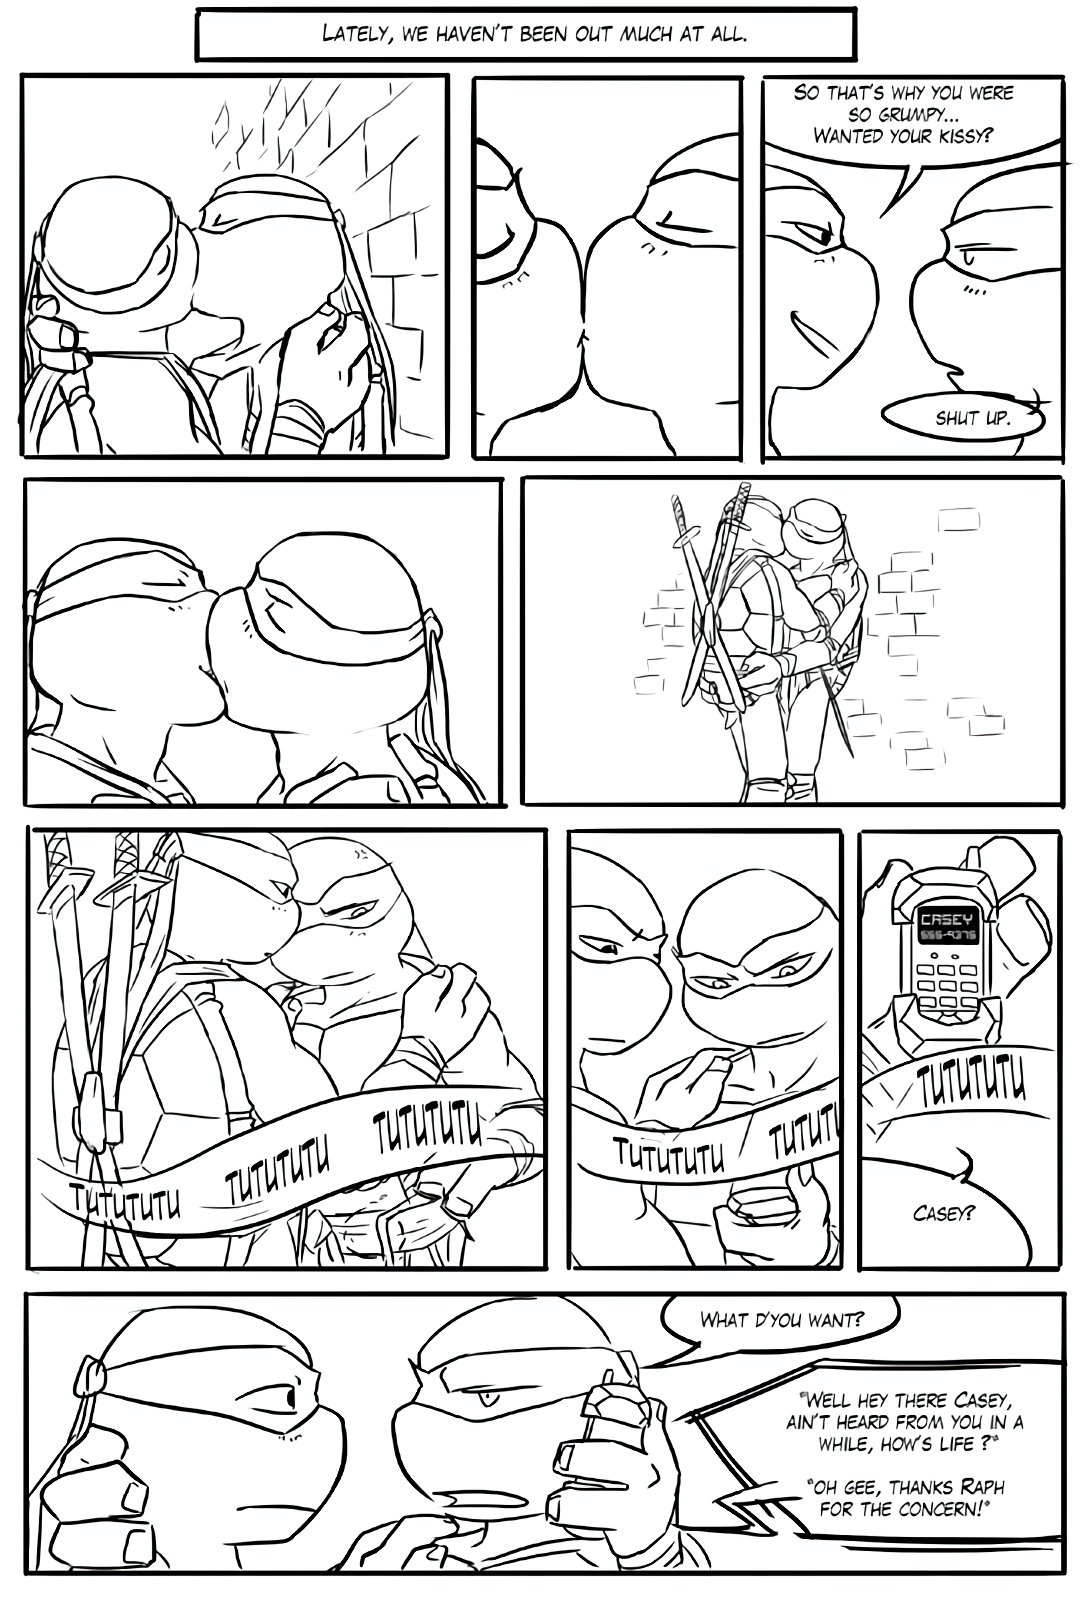 LATELY, WE HAVEN'T BEEN OUT MUCH AT ALL.
SO THAT'S WHY YOU WERE
SO GRUMPY...
WANTED YOUR KISSY?
SHUT UP.
TUTUTUTU
TUTUTUTU
TUTUTUTU
TUTUTUTU
TUTUTU
CASEY
TUTUTUTU
CASEY?
WHAT D'YOU WANT?
"WELL HEY THERE CASEY,
AIN'T HEARD FROM YOU IN A
WHILE, HOW'S LIFE ?"
"OH GEE, THANKS RAPH
FOR THE CONCERN!"